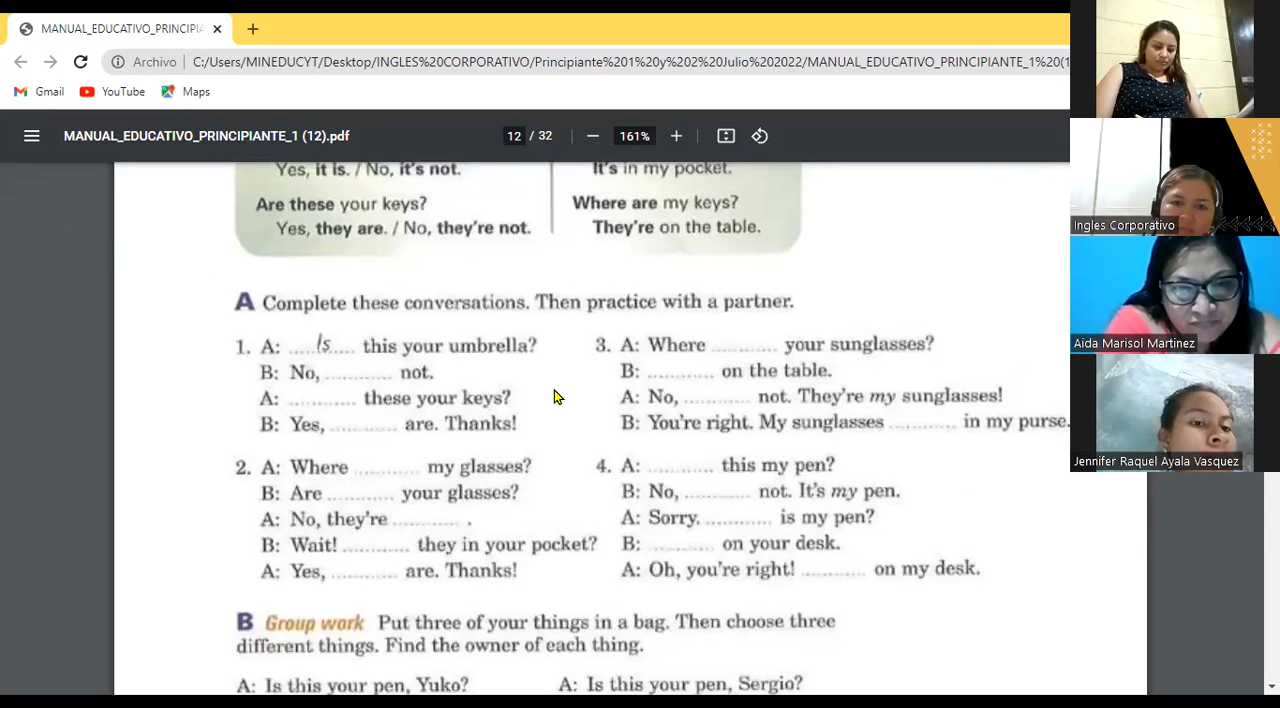 MANUAL_EDUCATIVO_PRINCIPIA
Archivo C:/Users/MINEDUCYT/Desktop/INGLES%20CORPORATIVO/Principiante%201%20y%202%20Julio%202022/MANUAL_EDUCATIVO_PRINCIPIANTE_1%20(1
Gmail YouTube Maps
MANUAL_EDUCATIVO_PRINCIPIANTE_1 (12).pdf 12 / 32 161%
Yes, it is. / No, it's not.
Are these your keys?
Yes, they are. / No, they're not.
It's in my pocket.
Where are my keys?
They're on the table.
A Complete these conversations. Then practice with a partner.
1. A: ....Is.... this your umbrella?
B: No, ............ not.
A: ............ these your keys?
B: Yes, ............ are. Thanks!
2. A: Where ............ my glasses?
B: Are ............ your glasses?
A: No, they're ............ .
B: Wait! ............ they in your pocket?
A: Yes, ............ are. Thanks!
3. A: Where ............ your sunglasses?
B: ............ on the table.
A: No, ............ not. They're my sunglasses!
B: You're right. My sunglasses ............ in my purse.
4. A: ............ this my pen?
B: No, ............ not. It's my pen.
A: Sorry. ............ is my pen?
B: ............ on your desk.
A: Oh, you're right! ............ on my desk.
B Group work Put three of your things in a bag. Then choose three
different things. Find the owner of each thing.
A: Is this your pen, Yuko?
A: Is this your pen, Sergio?
Ingles Corporativo
Aida Marisol Martinez
Jennifer Raquel Ayala Vasquez